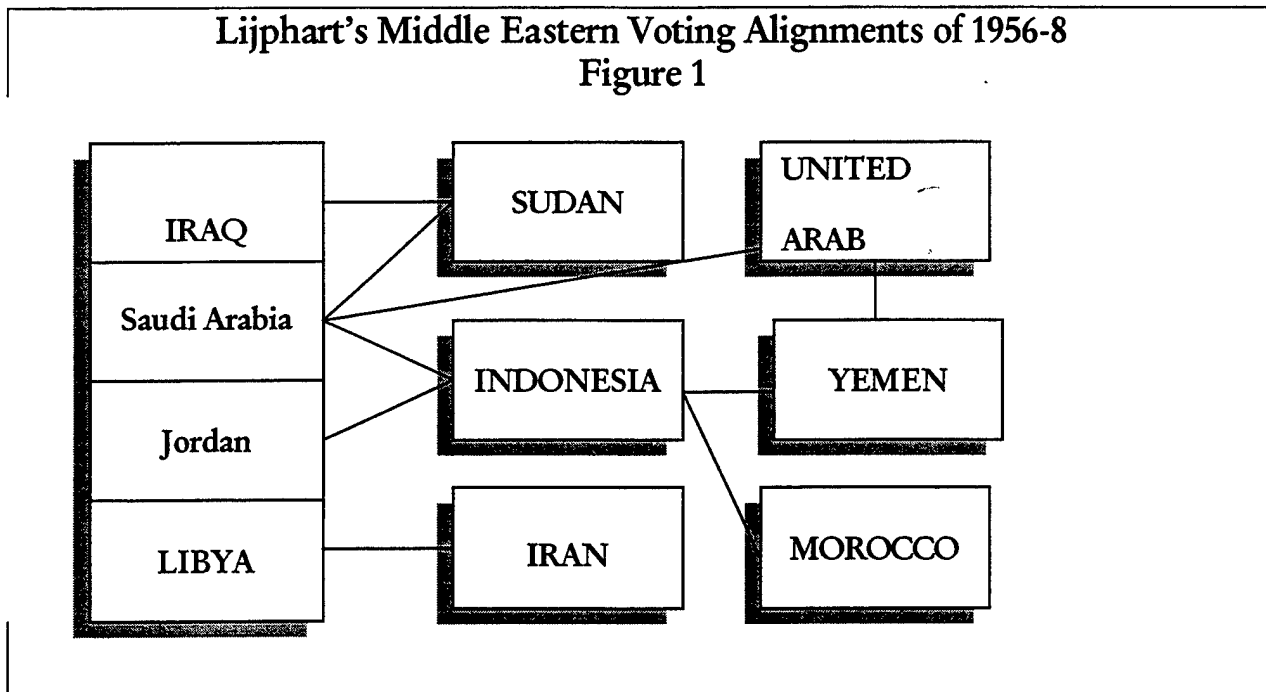 Lijphart's Middle Eastern Voting Alignments of 1956-8
Figure 1
IRAQ
Saudi Arabia
Jordan
LIBYA
SUDAN
INDONESIA
IRAN
UNITED
ARAB
YEMEN
MOROCCO